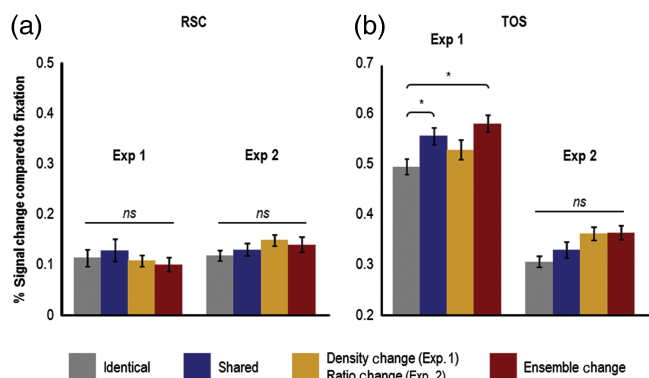 (a)
RSC
% Signal change compared to fixation
0.5
0.4
0.3
0.2
0.1
0
Exp 1
ns
Exp 2
ns
(b)
TOS
0.7
0.6
0.5
0.4
0.3
0.2
Exp 1
*
*
Exp 2
ns
Identical
Shared
Density change (Exp. 1)
Ratio change (Exp. 2)
Ensemble change